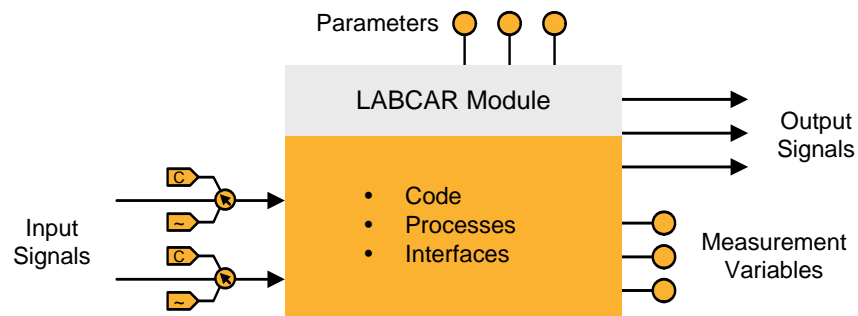 Parameters
LABCAR Module
Output
Signals
C
• Code
~
• Processes
Input
Signals
C
• Interfaces
Measurement
Variables
~